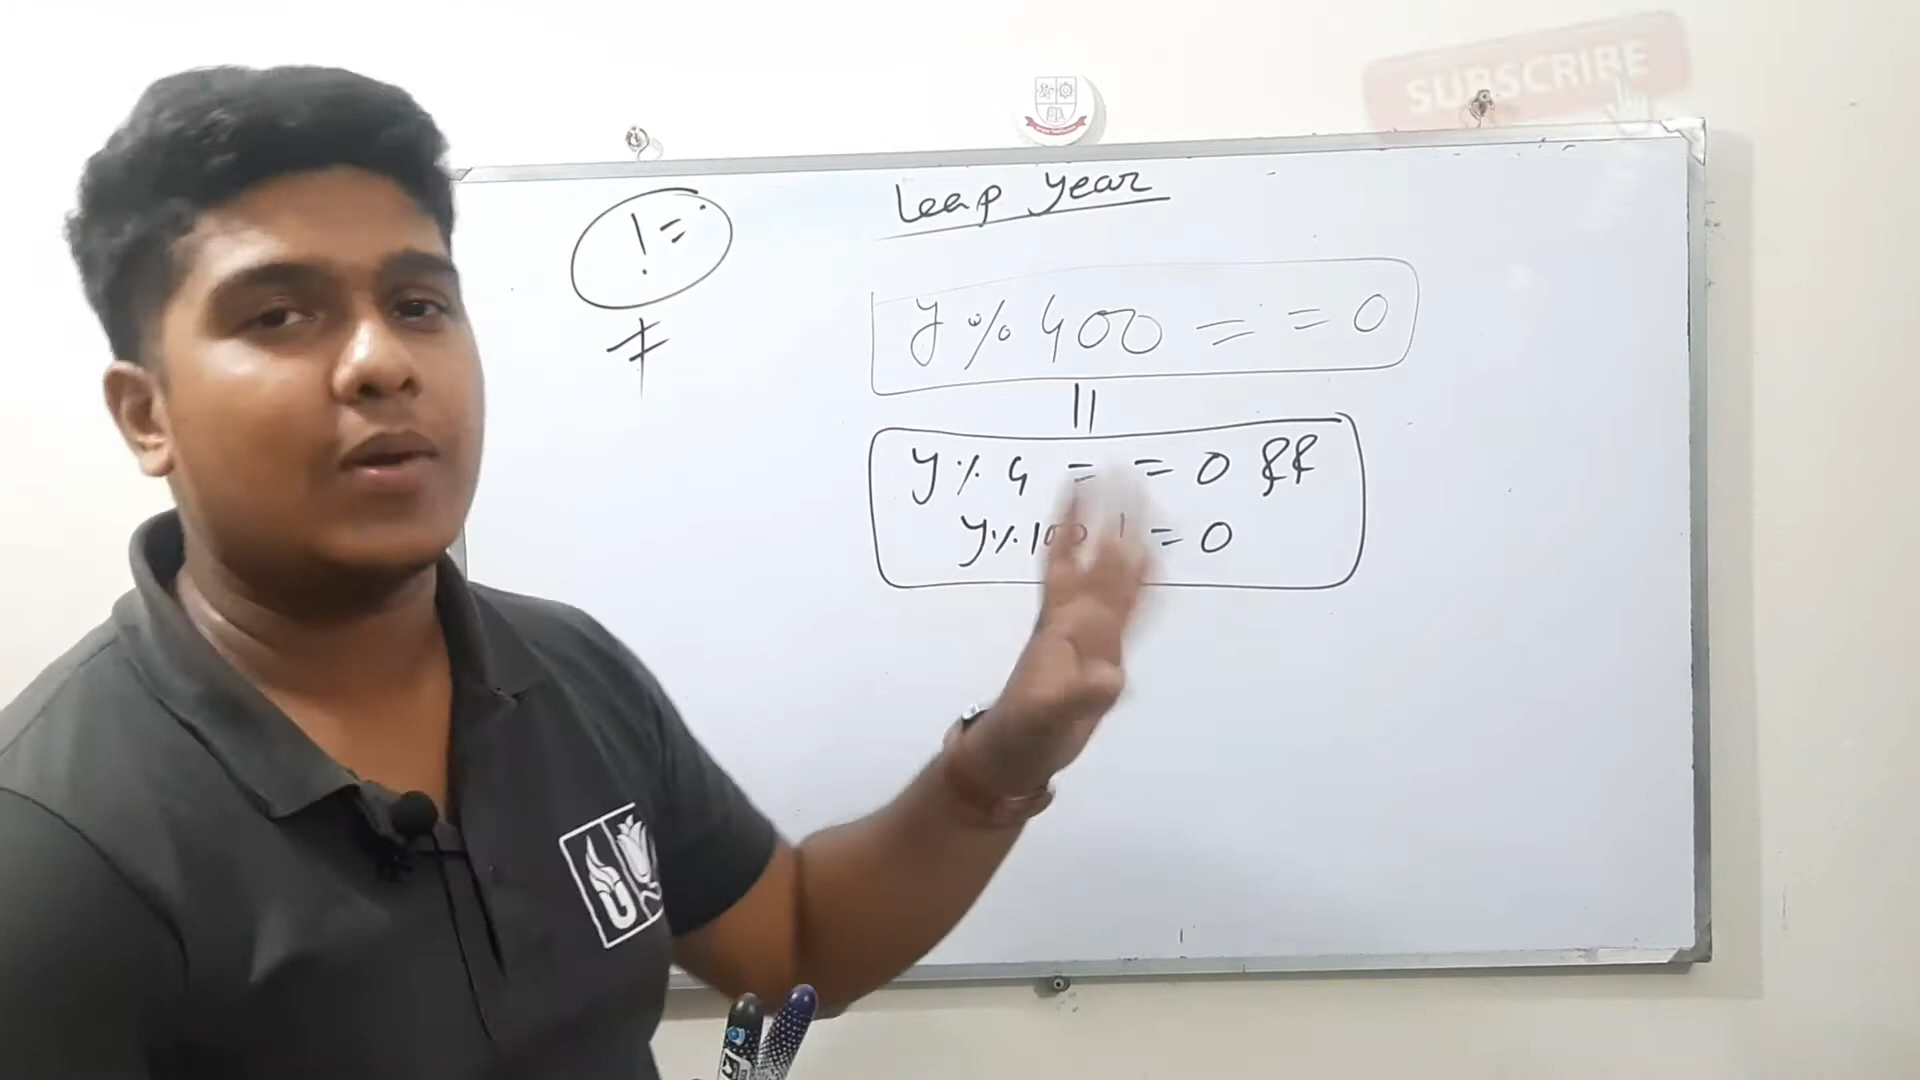 SUBSCRIBE
Leap Year
!=
≠
y % 400 == 0
||
y % 4 == 0 &&
y % 100 != 0